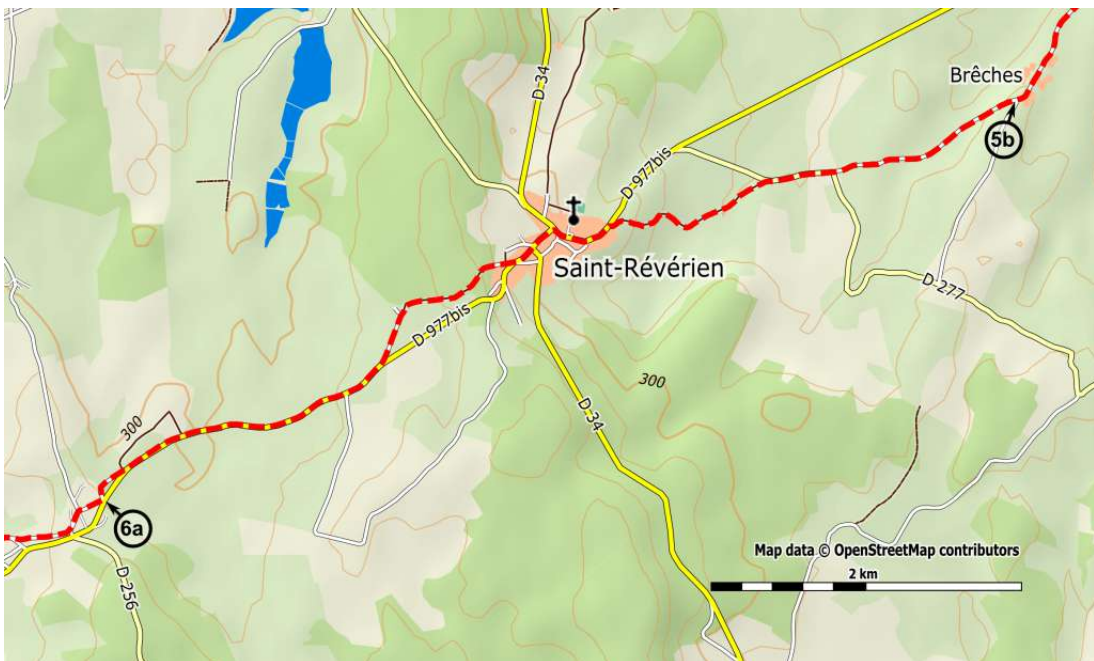 D 34
Brêches
5b
D 977bis
Saint-Révérien
D 277
D 977bis
300
D 34
300
6a
Map data © OpenStreetMap contributors
2 km
D 256